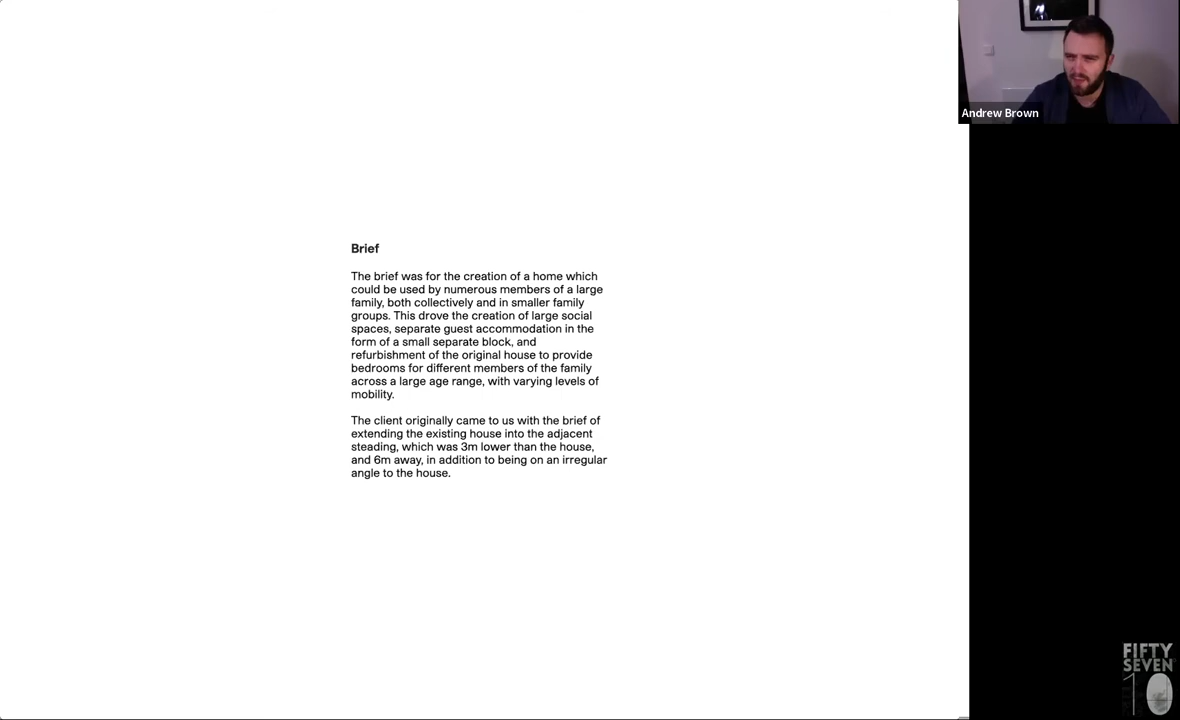 Brief
The brief was for the creation of a home which
could be used by numerous members of a large
family, both collectively and in smaller family
groups. This drove the creation of large social
spaces, separate guest accommodation in the
form of a small separate block, and
refurbishment of the original house to provide
bedrooms for different members of the family
across a large age range, with varying levels of
mobility.
The client originally came to us with the brief of
extending the existing house into the adjacent
steading, which was 3m lower than the house,
and 6m away, in addition to being on an irregular
angle to the house.
Andrew Brown
FIFTY
SEVEN
10